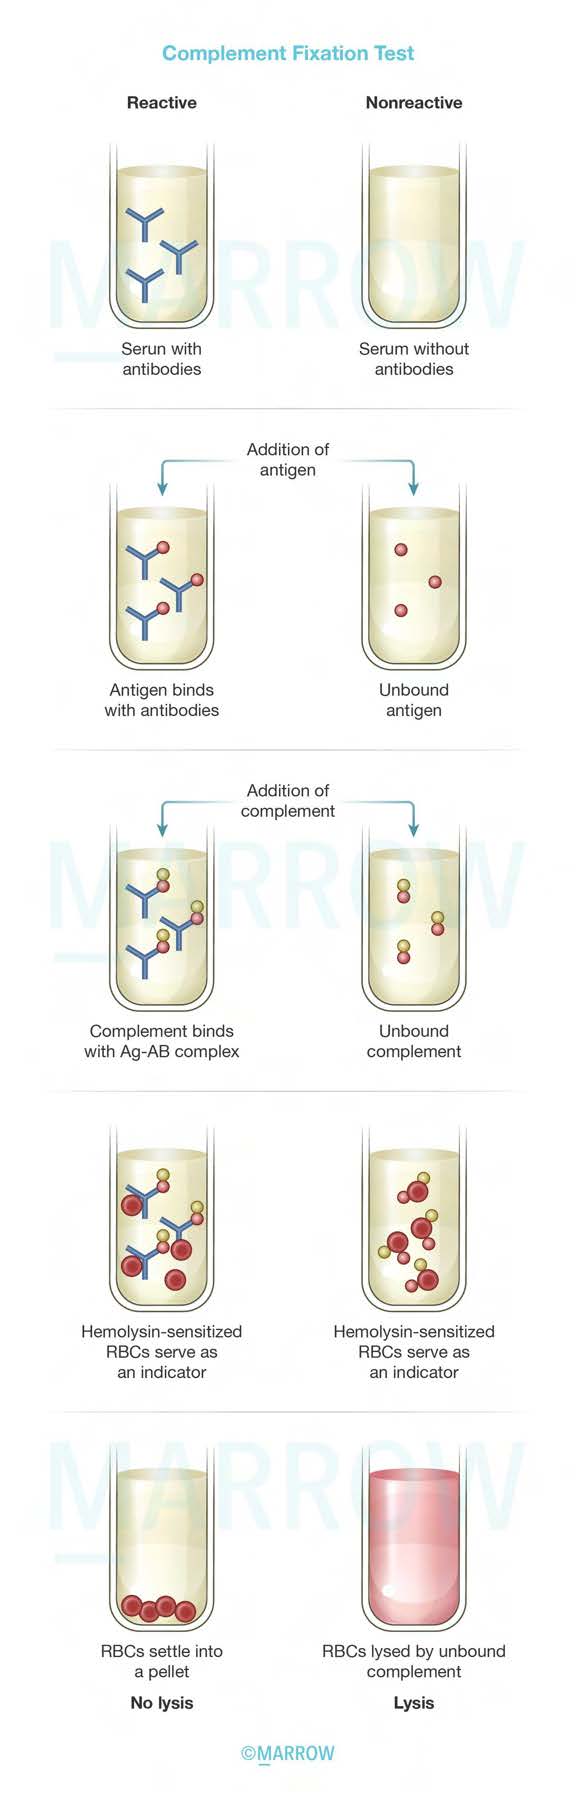 Complement Fixation Test
Reactive
Nonreactive
MARROW
Serun with
antibodies
Serum without
antibodies
Addition of
antigen
Antigen binds
with antibodies
Unbound
antigen
Addition of
complement
MARROW
Complement binds
with Ag-AB complex
Unbound
complement
Hemolysin-sensitized
RBCs serve as
an indicator
Hemolysin-sensitized
RBCs serve as
an indicator
MARROW
RBCs settle into
a pellet
No lysis
RBCs lysed by unbound
complement
Lysis
©MARROW